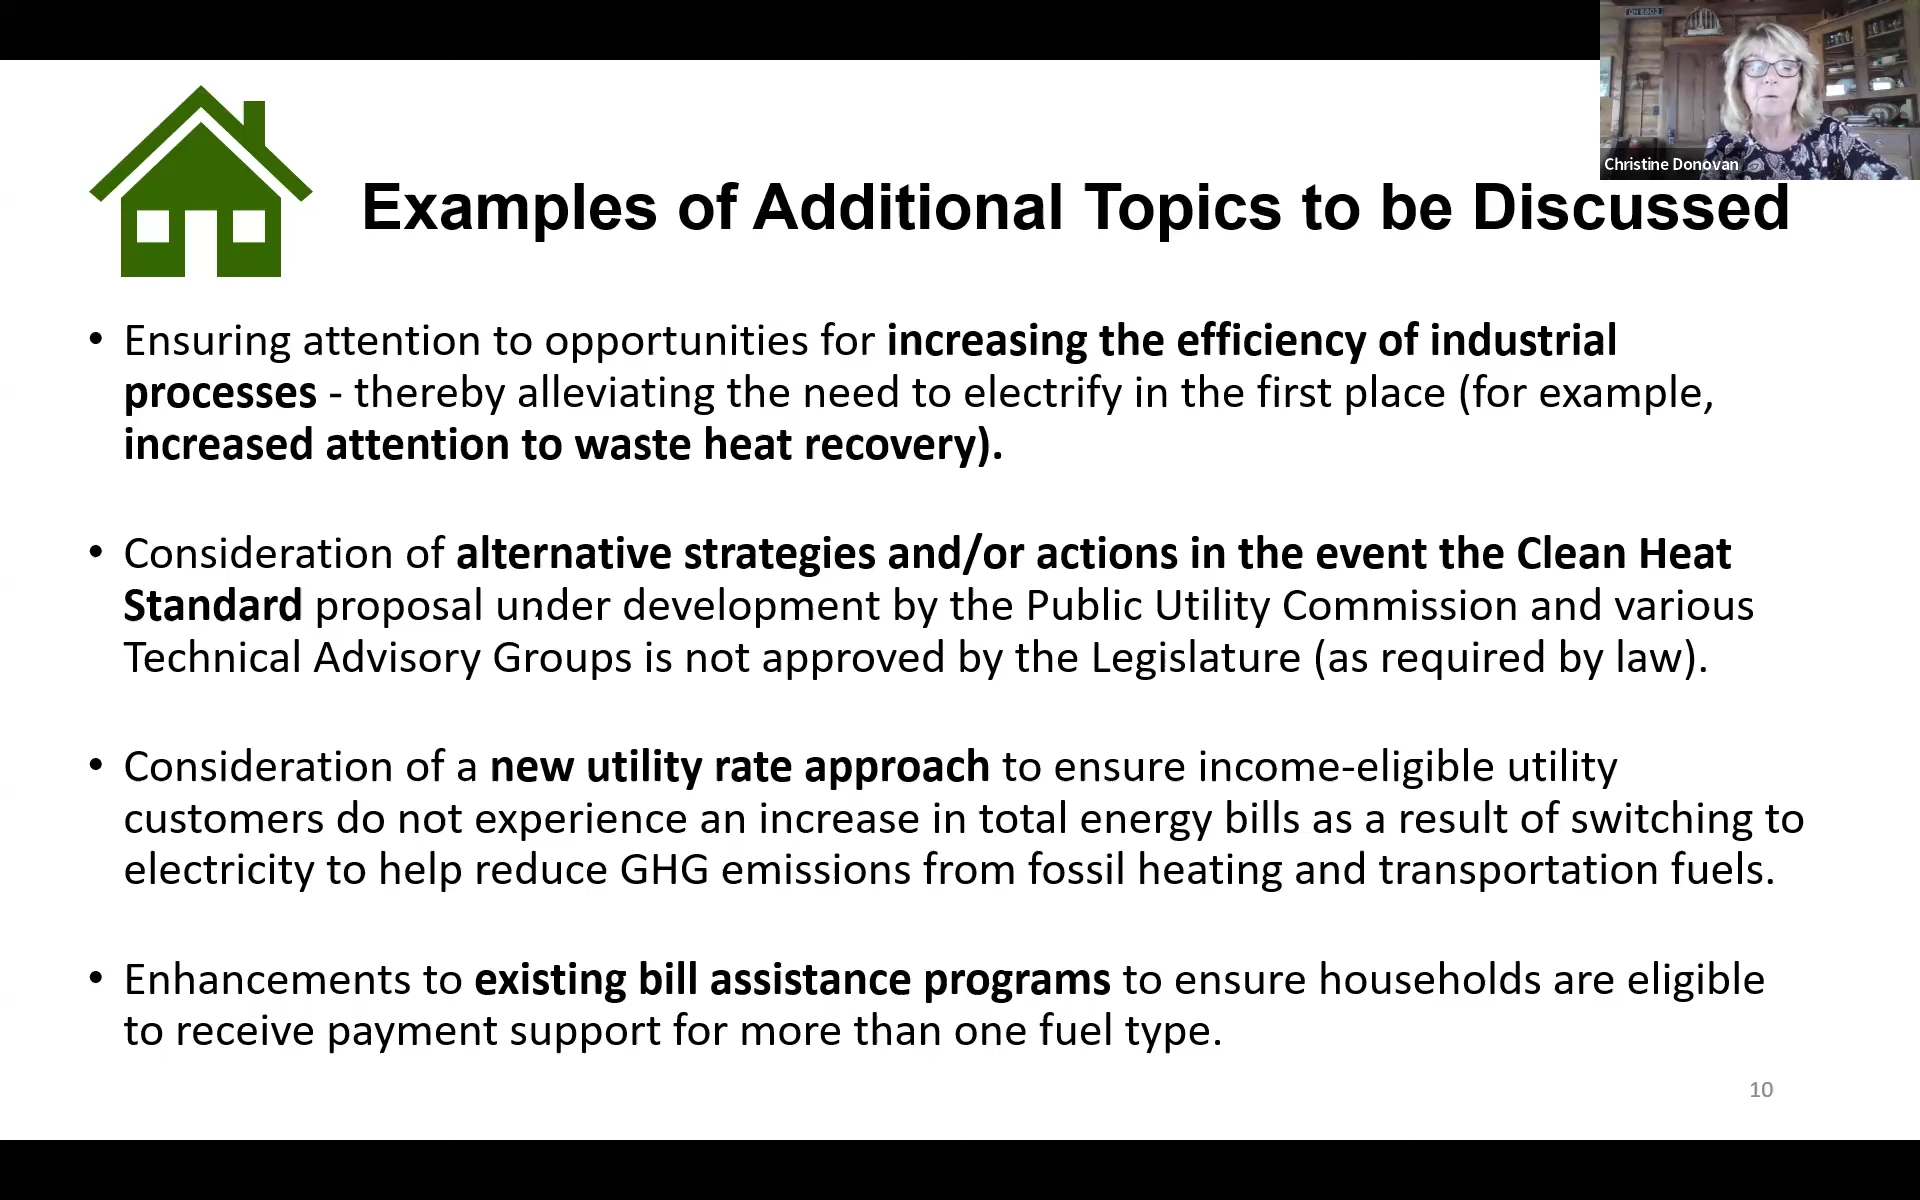 Christine Donovan
Examples of Additional Topics to be Discussed
• Ensuring attention to opportunities for increasing the efficiency of industrial
processes - thereby alleviating the need to electrify in the first place (for example,
increased attention to waste heat recovery).
• Consideration of alternative strategies and/or actions in the event the Clean Heat
Standard proposal under development by the Public Utility Commission and various
Technical Advisory Groups is not approved by the Legislature (as required by law).
• Consideration of a new utility rate approach to ensure income-eligible utility
customers do not experience an increase in total energy bills as a result of switching to
electricity to help reduce GHG emissions from fossil heating and transportation fuels.
• Enhancements to existing bill assistance programs to ensure households are eligible
to receive payment support for more than one fuel type.
10